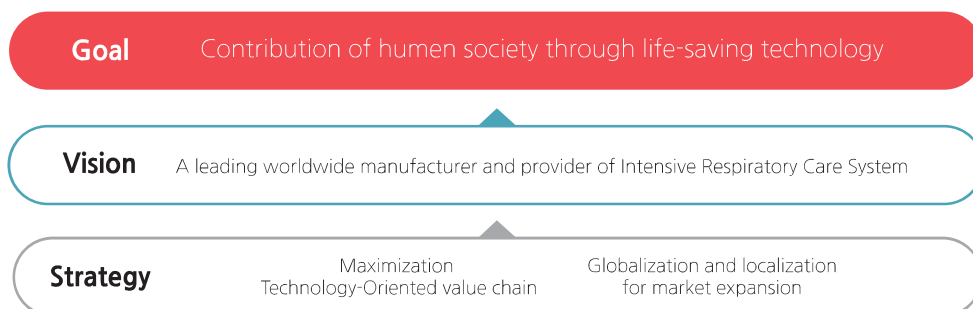 Goal Contribution of humen society through life-saving technology
Vision A leading worldwide manufacturer and provider of Intensive Respiratory Care System
Strategy
Maximization
Technology-Oriented value chain
Globalization and localization
for market expansion